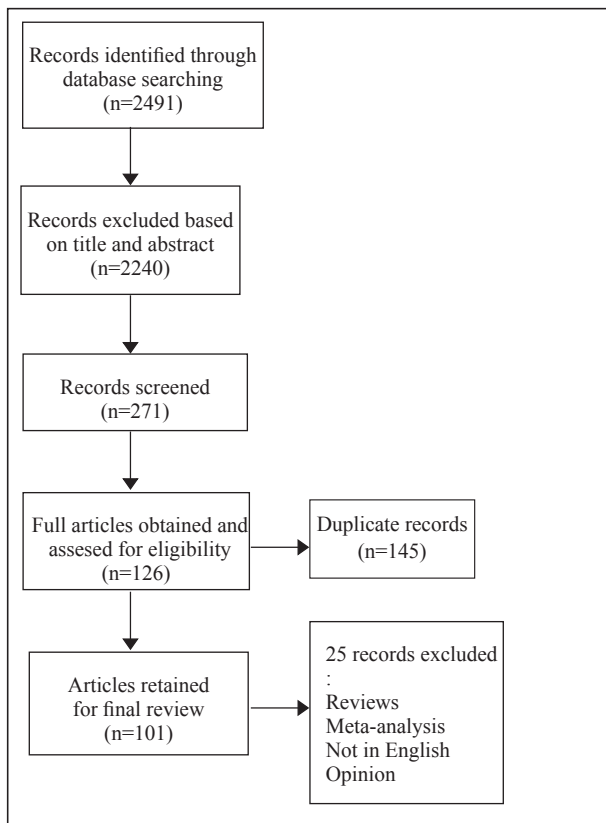 Records identified through
database searching
(n=2491)
Records excluded based
on title and abstract
(n=2240)
Records screened
(n=271)
Full articles obtained and
assesed for eligibility
(n=126)
Duplicate records
(n=145)
Articles retained
for final review
(n=101)
25 records excluded
:
Reviews
Meta-analysis
Not in English
Opinion